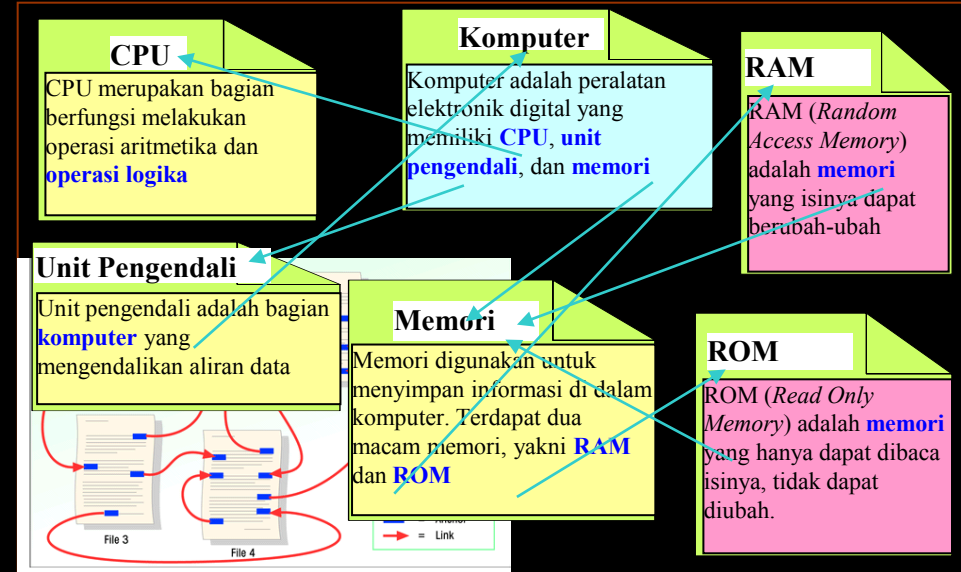 CPU
CPU merupakan bagian
berfungsi melakukan
operasi aritmetika dan
operasi logika
Komputer
Komputer adalah peralatan
elektronik digital yang
memiliki CPU, unit
pengendali, dan memori
RAM
RAM (Random
Access Memory)
adalah memori
yang isinya dapat
berubah-ubah
Unit Pengendali
Unit pengendali adalah bagian
komputer yang
mengendalikan aliran data
Memori
Memori digunakan untuk
menyimpan informasi di dalam
komputer. Terdapat dua
macam memori, yakni RAM
dan ROM
ROM
ROM (Read Only
Memory) adalah memori
yang hanya dapat dibaca
isinya, tidak dapat
diubah.
File 3
File 4
= Link